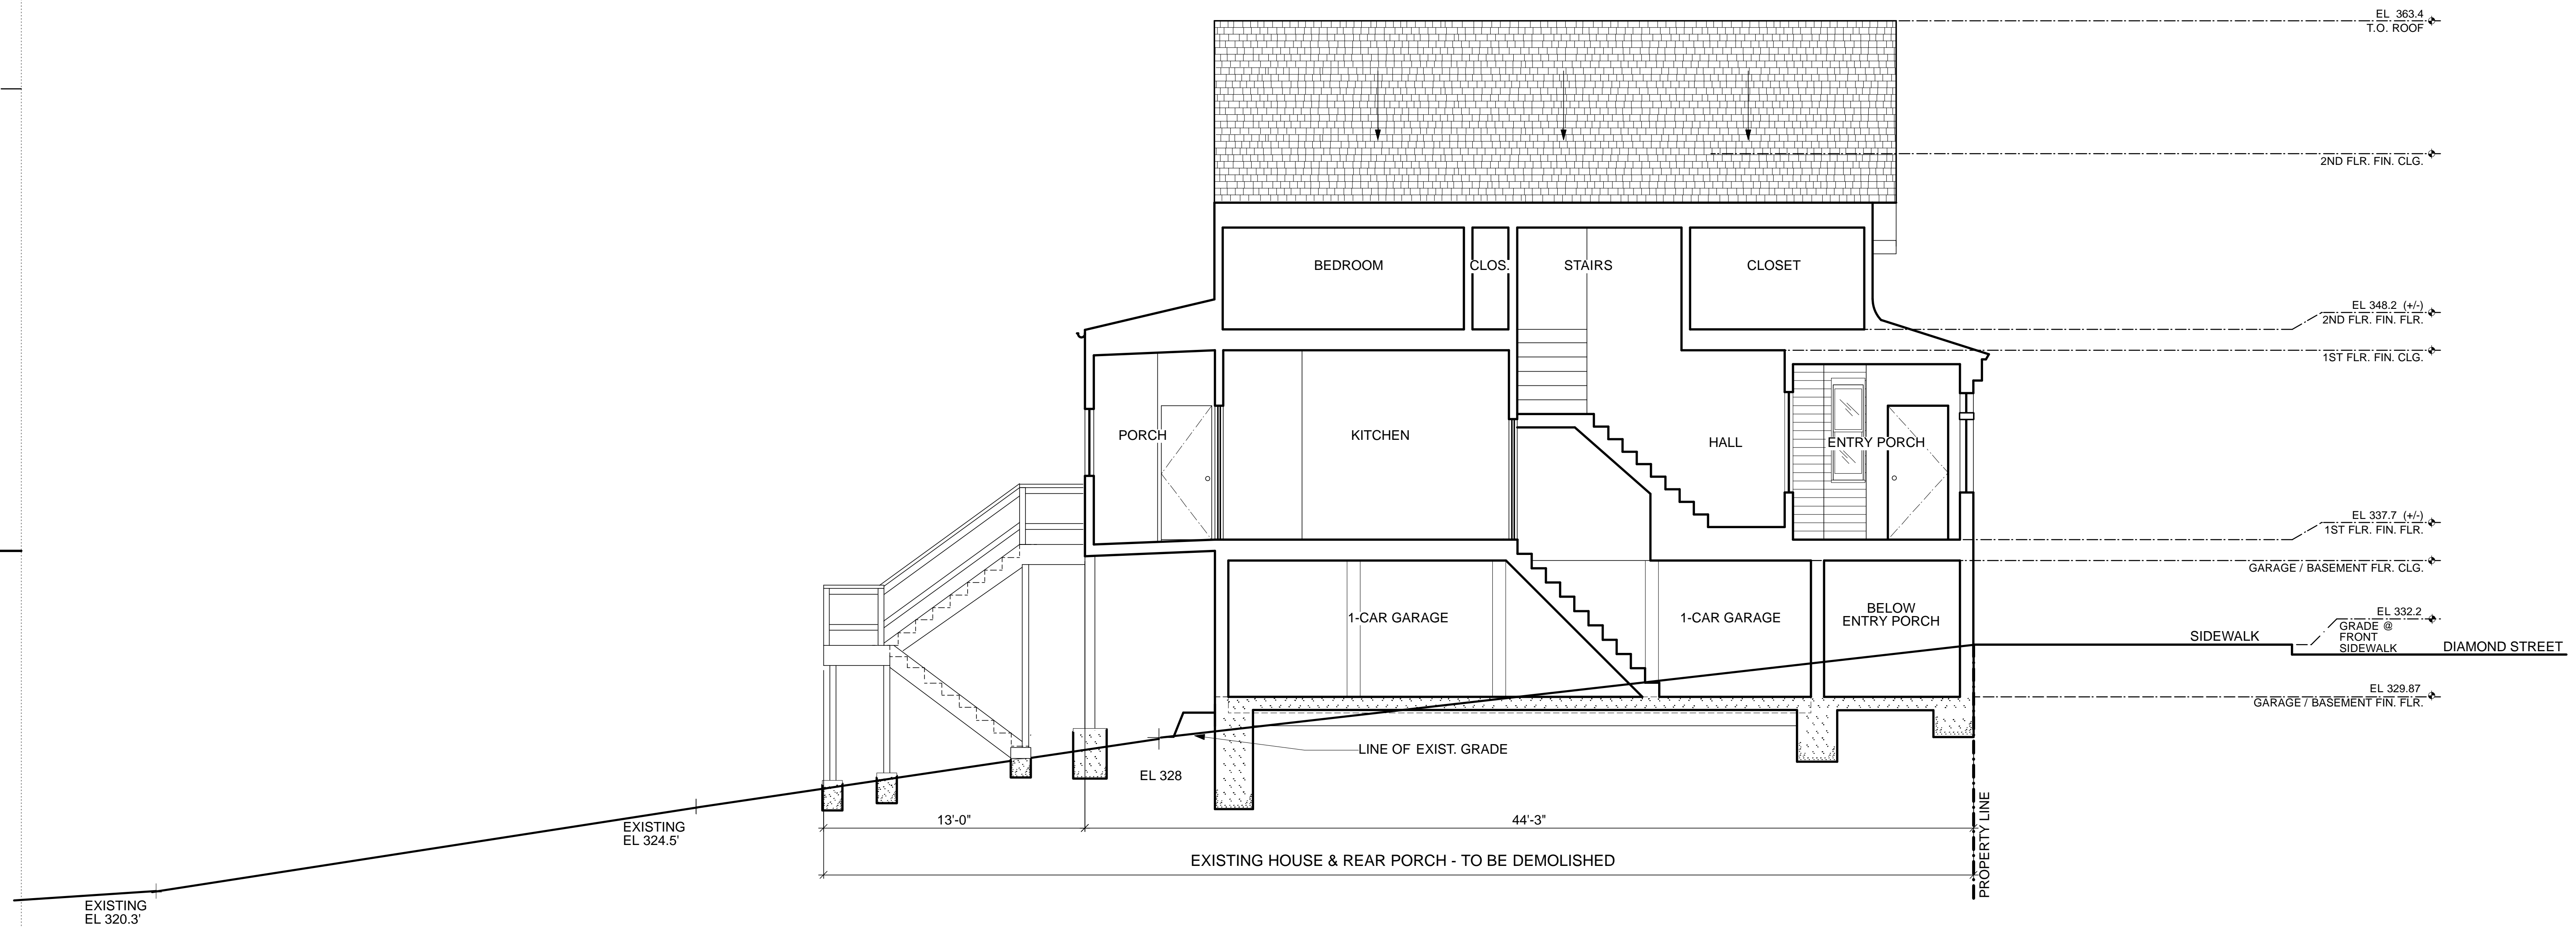 EL 363.4
T.O. ROOF
2ND FLR. FIN. CLG.
BEDROOM
CLOS.
STAIRS
CLOSET
EL 348.2 (+/-)
2ND FLR. FIN. FLR.
1ST FLR. FIN. CLG.
PORCH
KITCHEN
HALL
ENTRY PORCH
EL 337.7 (+/-)
1ST FLR. FIN. FLR.
GARAGE / BASEMENT FLR. CLG.
1-CAR GARAGE
1-CAR GARAGE
BELOW
ENTRY PORCH
EL 332.2
GRADE @
FRONT
SIDEWALK
SIDEWALK
DIAMOND STREET
EL 329.87
GARAGE / BASEMENT FIN. FLR.
LINE OF EXIST. GRADE
EL 328
EXISTING
EL 324.5'
13'-0"
44'-3"
EXISTING HOUSE & REAR PORCH - TO BE DEMOLISHED
PROPERTY LINE
EXISTING
EL 320.3'